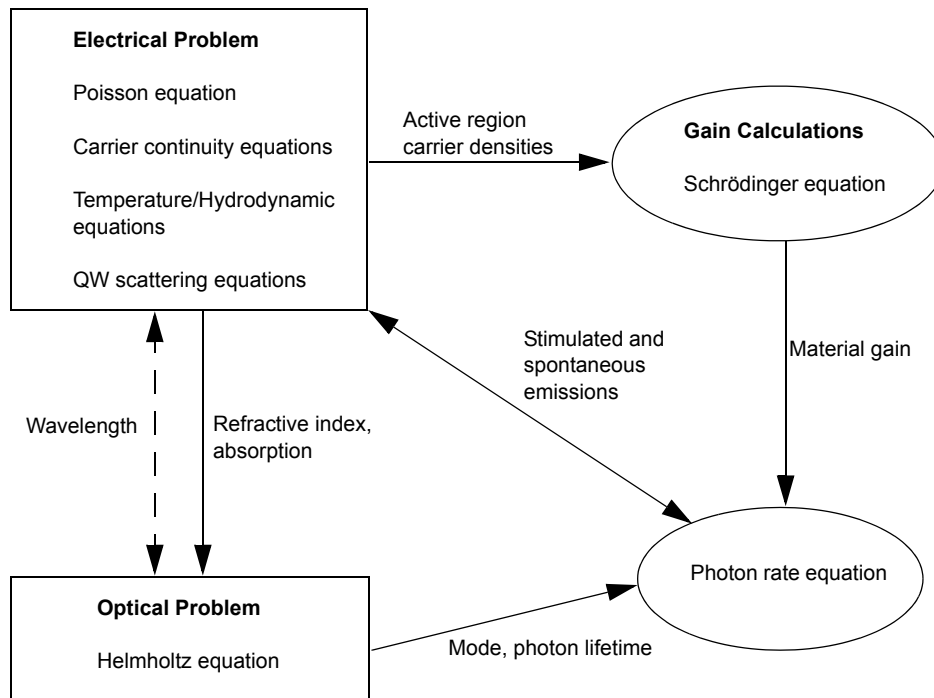 Electrical Problem
Poisson equation
Carrier continuity equations
Temperature/Hydrodynamic
equations
QW scattering equations
Active region
carrier densities
Gain Calculations
Schrödinger equation
Stimulated and
spontaneous
emissions
Material gain
Wavelength
Refractive index,
absorption
Photon rate equation
Optical Problem
Helmholtz equation
Mode, photon lifetime